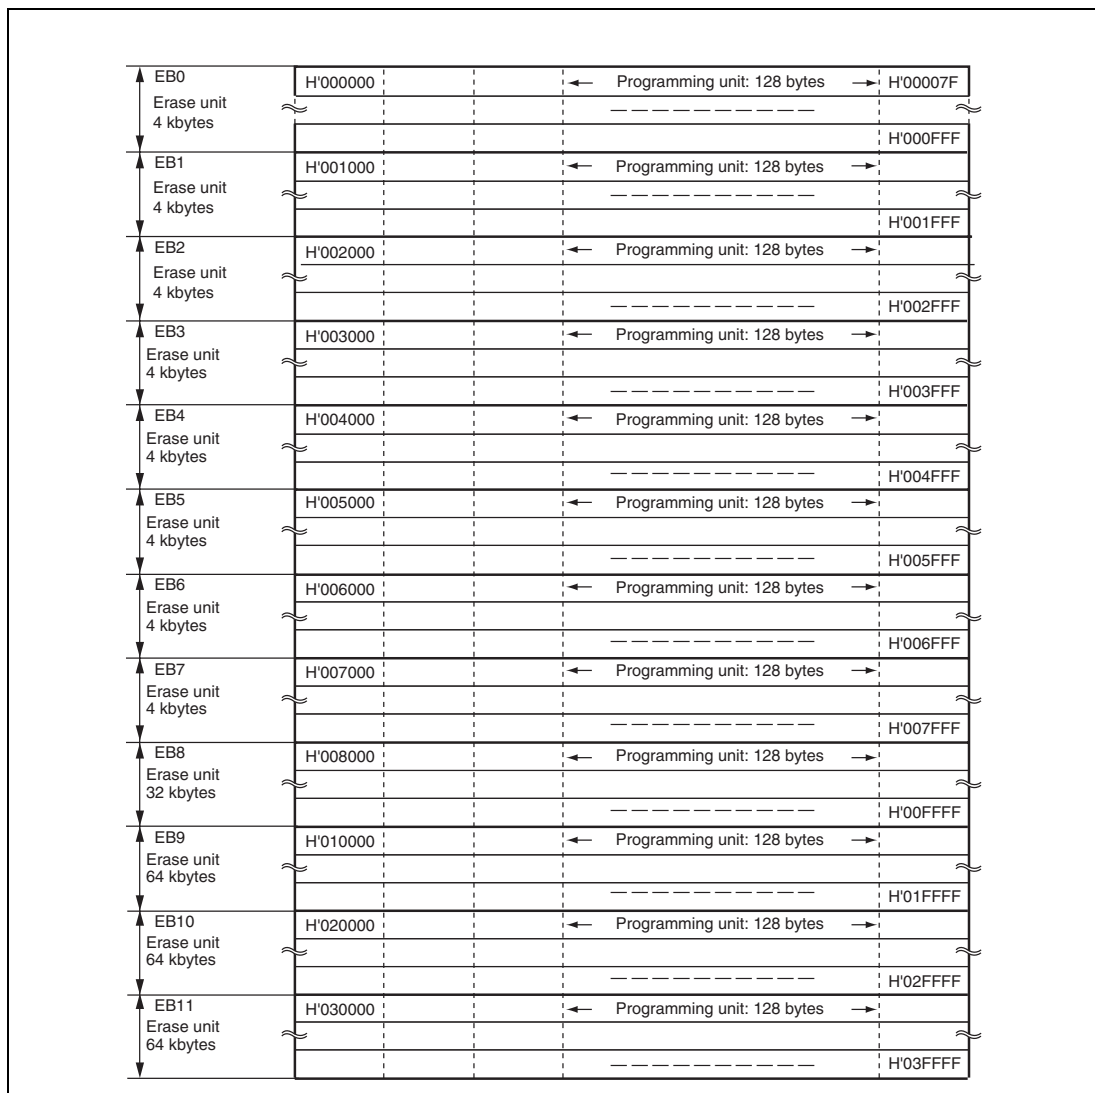 EB0
Erase unit
4 kbytes
H'000000 ← Programming unit: 128 bytes → H'00007F
H'000FFF
EB1
Erase unit
4 kbytes
H'001000 ← Programming unit: 128 bytes →
H'001FFF
EB2
Erase unit
4 kbytes
H'002000 ← Programming unit: 128 bytes →
H'002FFF
EB3
Erase unit
4 kbytes
H'003000 ← Programming unit: 128 bytes →
H'003FFF
EB4
Erase unit
4 kbytes
H'004000 ← Programming unit: 128 bytes →
H'004FFF
EB5
Erase unit
4 kbytes
H'005000 ← Programming unit: 128 bytes →
H'005FFF
EB6
Erase unit
4 kbytes
H'006000 ← Programming unit: 128 bytes →
H'006FFF
EB7
Erase unit
4 kbytes
H'007000 ← Programming unit: 128 bytes →
H'007FFF
EB8
Erase unit
32 kbytes
H'008000 ← Programming unit: 128 bytes →
H'00FFFF
EB9
Erase unit
64 kbytes
H'010000 ← Programming unit: 128 bytes →
H'01FFFF
EB10
Erase unit
64 kbytes
H'020000 ← Programming unit: 128 bytes →
H'02FFFF
EB11
Erase unit
64 kbytes
H'030000 ← Programming unit: 128 bytes →
H'03FFFF